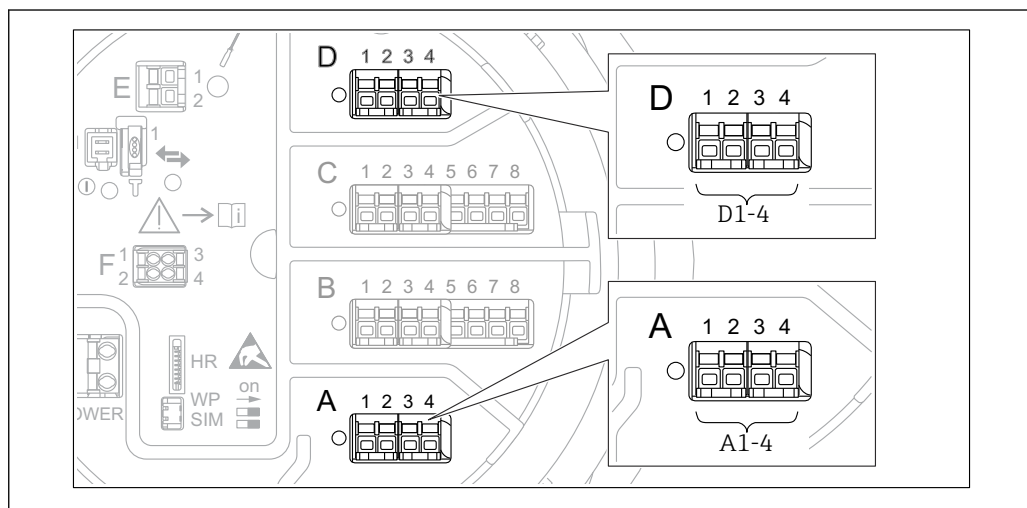 D 1 2 3 4
E 1
2
D 1 2 3 4
D1-4
1
C 1 2 3 4 5 6 7 8
i
F 1 3
2 4
B 1 2 3 4 5 6 7 8
A 1 2 3 4
A1-4
HR
on
WP
SIM
OWER
A 1 2 3 4